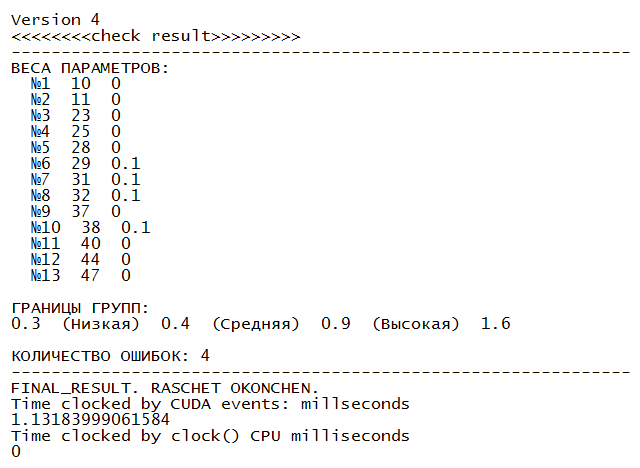 Version 4
<<<<<<<<check result>>>>>>>>>
--------------------------------------------------------------
ВЕСА ПАРАМЕТРОВ:
№1  10  0
№2  11  0
№3  23  0
№4  25  0
№5  28  0
№6  29  0.1
№7  31  0.1
№8  32  0.1
№9  37  0
№10  38  0.1
№11  40  0
№12  44  0
№13  47  0
ГРАНИЦЫ ГРУПП:
0.3  (Низкая)  0.4  (Средняя)  0.9  (Высокая)  1.6
КОЛИЧЕСТВО ОШИБОК: 4
--------------------------------------------------------------
FINAL_RESULT. RASCHET OKONCHEN.
Time clocked by CUDA events: millseconds
1.13183999061584
Time clocked by clock() CPU milliseconds
0